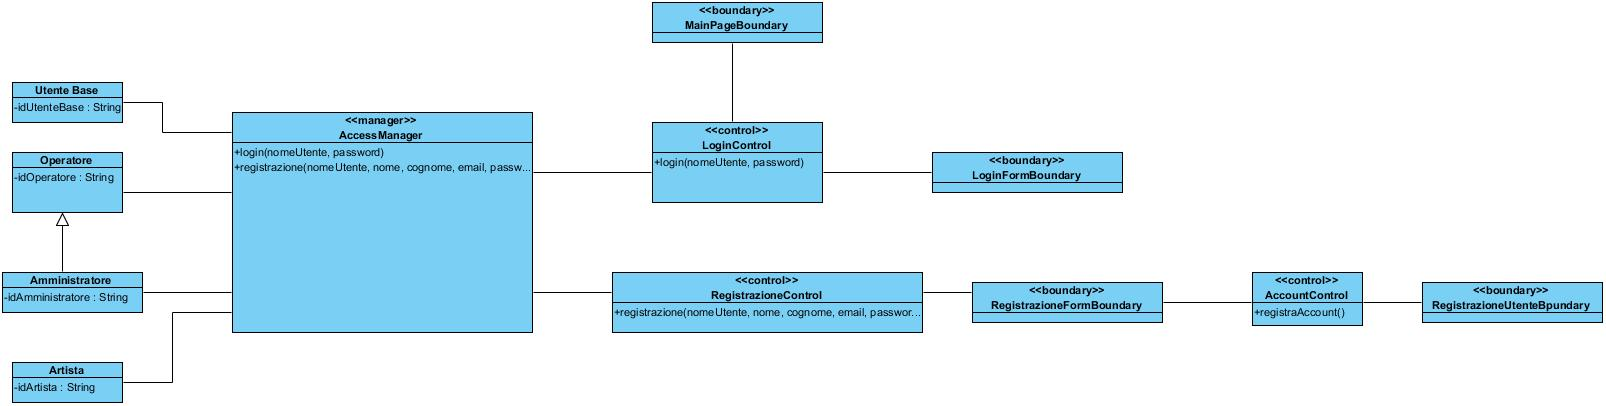 <<boundary>>
MainPageBoundary
Utente Base
-idUtenteBase : String
<<manager>>
AccessManager
+login(nomeUtente, password)
+registrazione(nomeUtente, nome, cognome, email, passw...
<<control>>
LoginControl
+login(nomeUtente, password)
Operatore
-idOperatore : String
<<boundary>>
LoginFormBoundary
Amministratore
-idAmministratore : String
<<control>>
RegistrazioneControl
+registrazione(nomeUtente, nome, cognome, email, passwor...
<<boundary>>
RegistrazioneFormBoundary
<<control>>
AccountControl
+registraAccount()
<<boundary>>
RegistrazioneUtenteBpundary
Artista
-idArtista : String